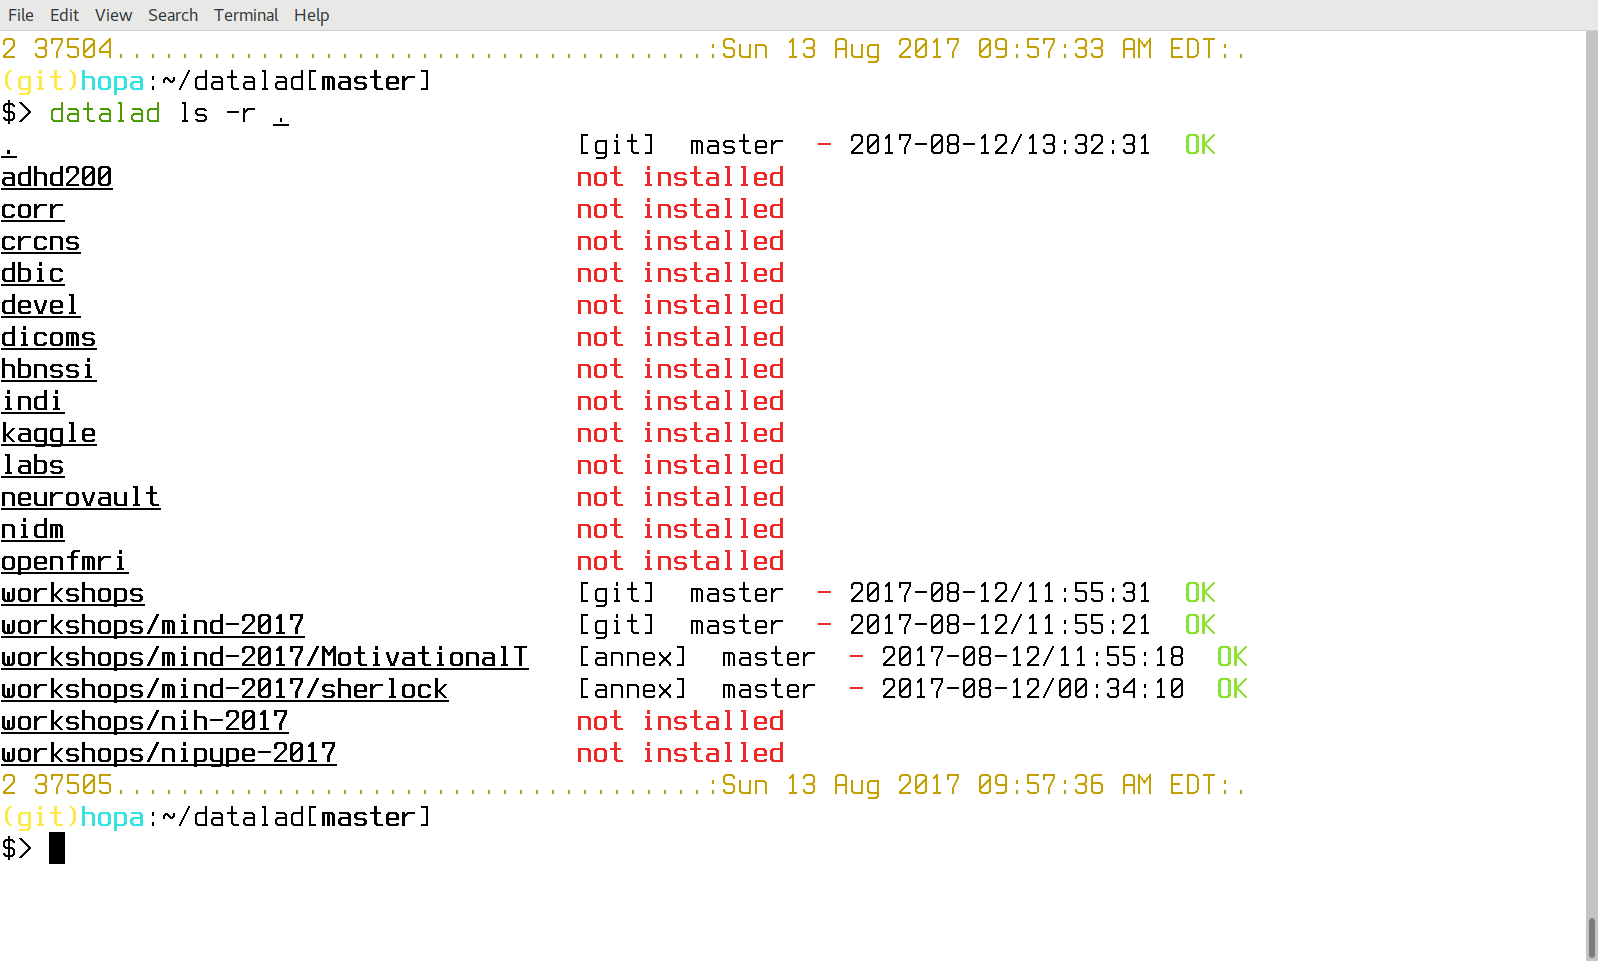 File Edit View Search Terminal Help
2 37504.....................................:Sun 13 Aug 2017 09:57:33 AM EDT:.
(git)hopa:~/datalad[master]
$> datalad ls -r .
. [git] master - 2017-08-12/13:32:31 OK
adhd200 not installed
corr not installed
crcns not installed
dbic not installed
devel not installed
dicoms not installed
hbnssi not installed
indi not installed
kaggle not installed
labs not installed
neurovault not installed
nidm not installed
openfmri not installed
workshops [git] master - 2017-08-12/11:55:31 OK
workshops/mind-2017 [git] master - 2017-08-12/11:55:21 OK
workshops/mind-2017/MotivationalT [annex] master - 2017-08-12/11:55:18 OK
workshops/mind-2017/sherlock [annex] master - 2017-08-12/00:34:10 OK
workshops/nih-2017 not installed
workshops/nipype-2017 not installed
2 37505.....................................:Sun 13 Aug 2017 09:57:36 AM EDT:.
(git)hopa:~/datalad[master]
$>